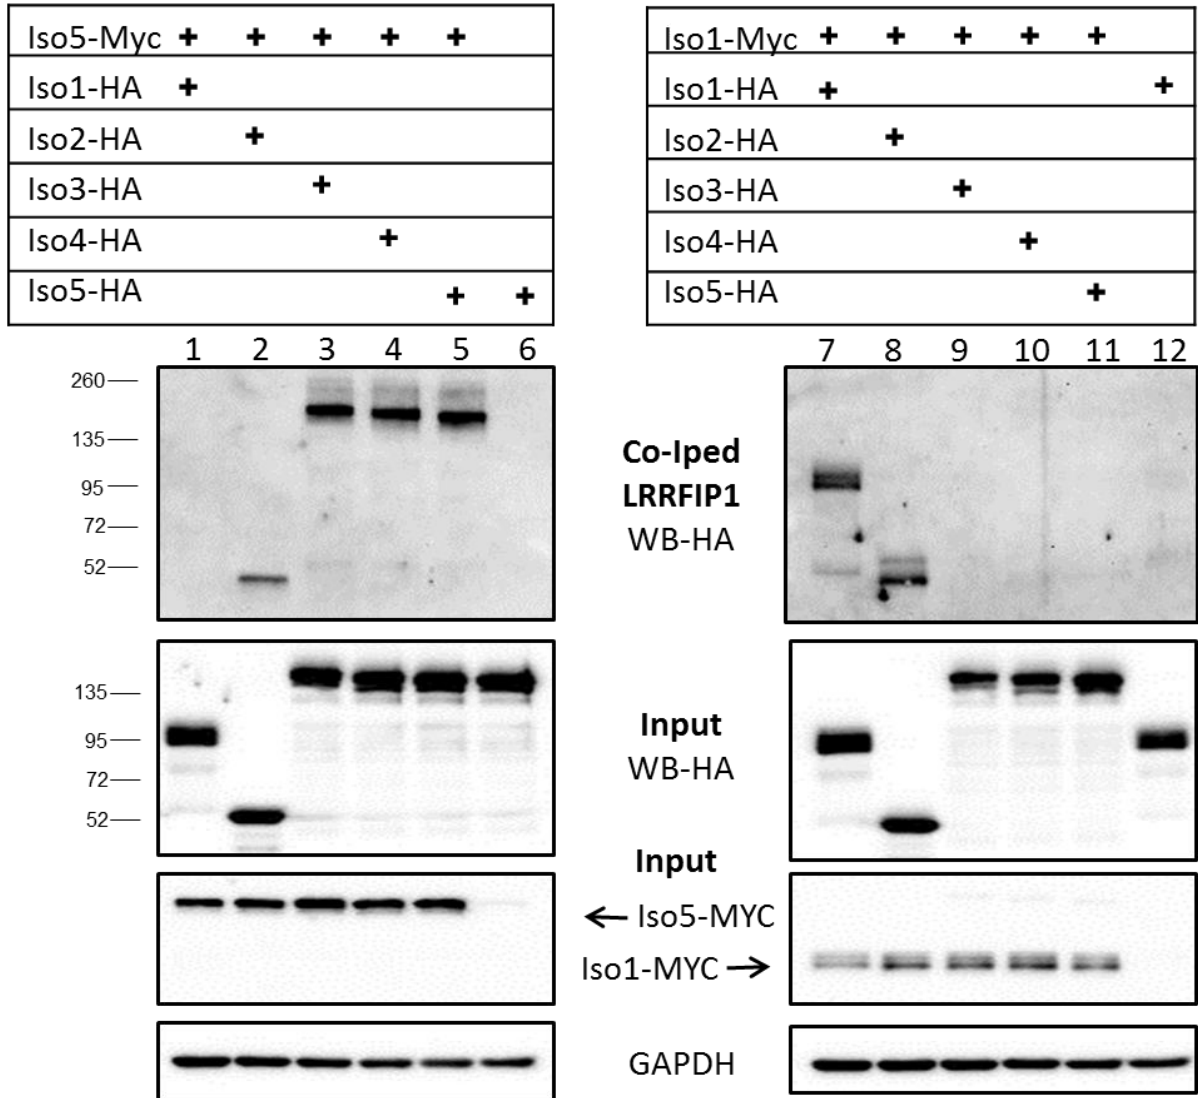 Iso5-Myc + + + + +
Iso1-HA +
Iso2-HA +
Iso3-HA +
Iso4-HA +
Iso5-HA + +
Iso1-Myc + + + + +
Iso1-HA + +
Iso2-HA +
Iso3-HA +
Iso4-HA +
Iso5-HA +
1 2 3 4 5 6
7 8 9 10 11 12
260
135
95
72
52
Co-Iped
LRRFIP1
WB-HA
135
95
72
52
Input
WB-HA
Input
← Iso5-MYC
Iso1-MYC →
GAPDH